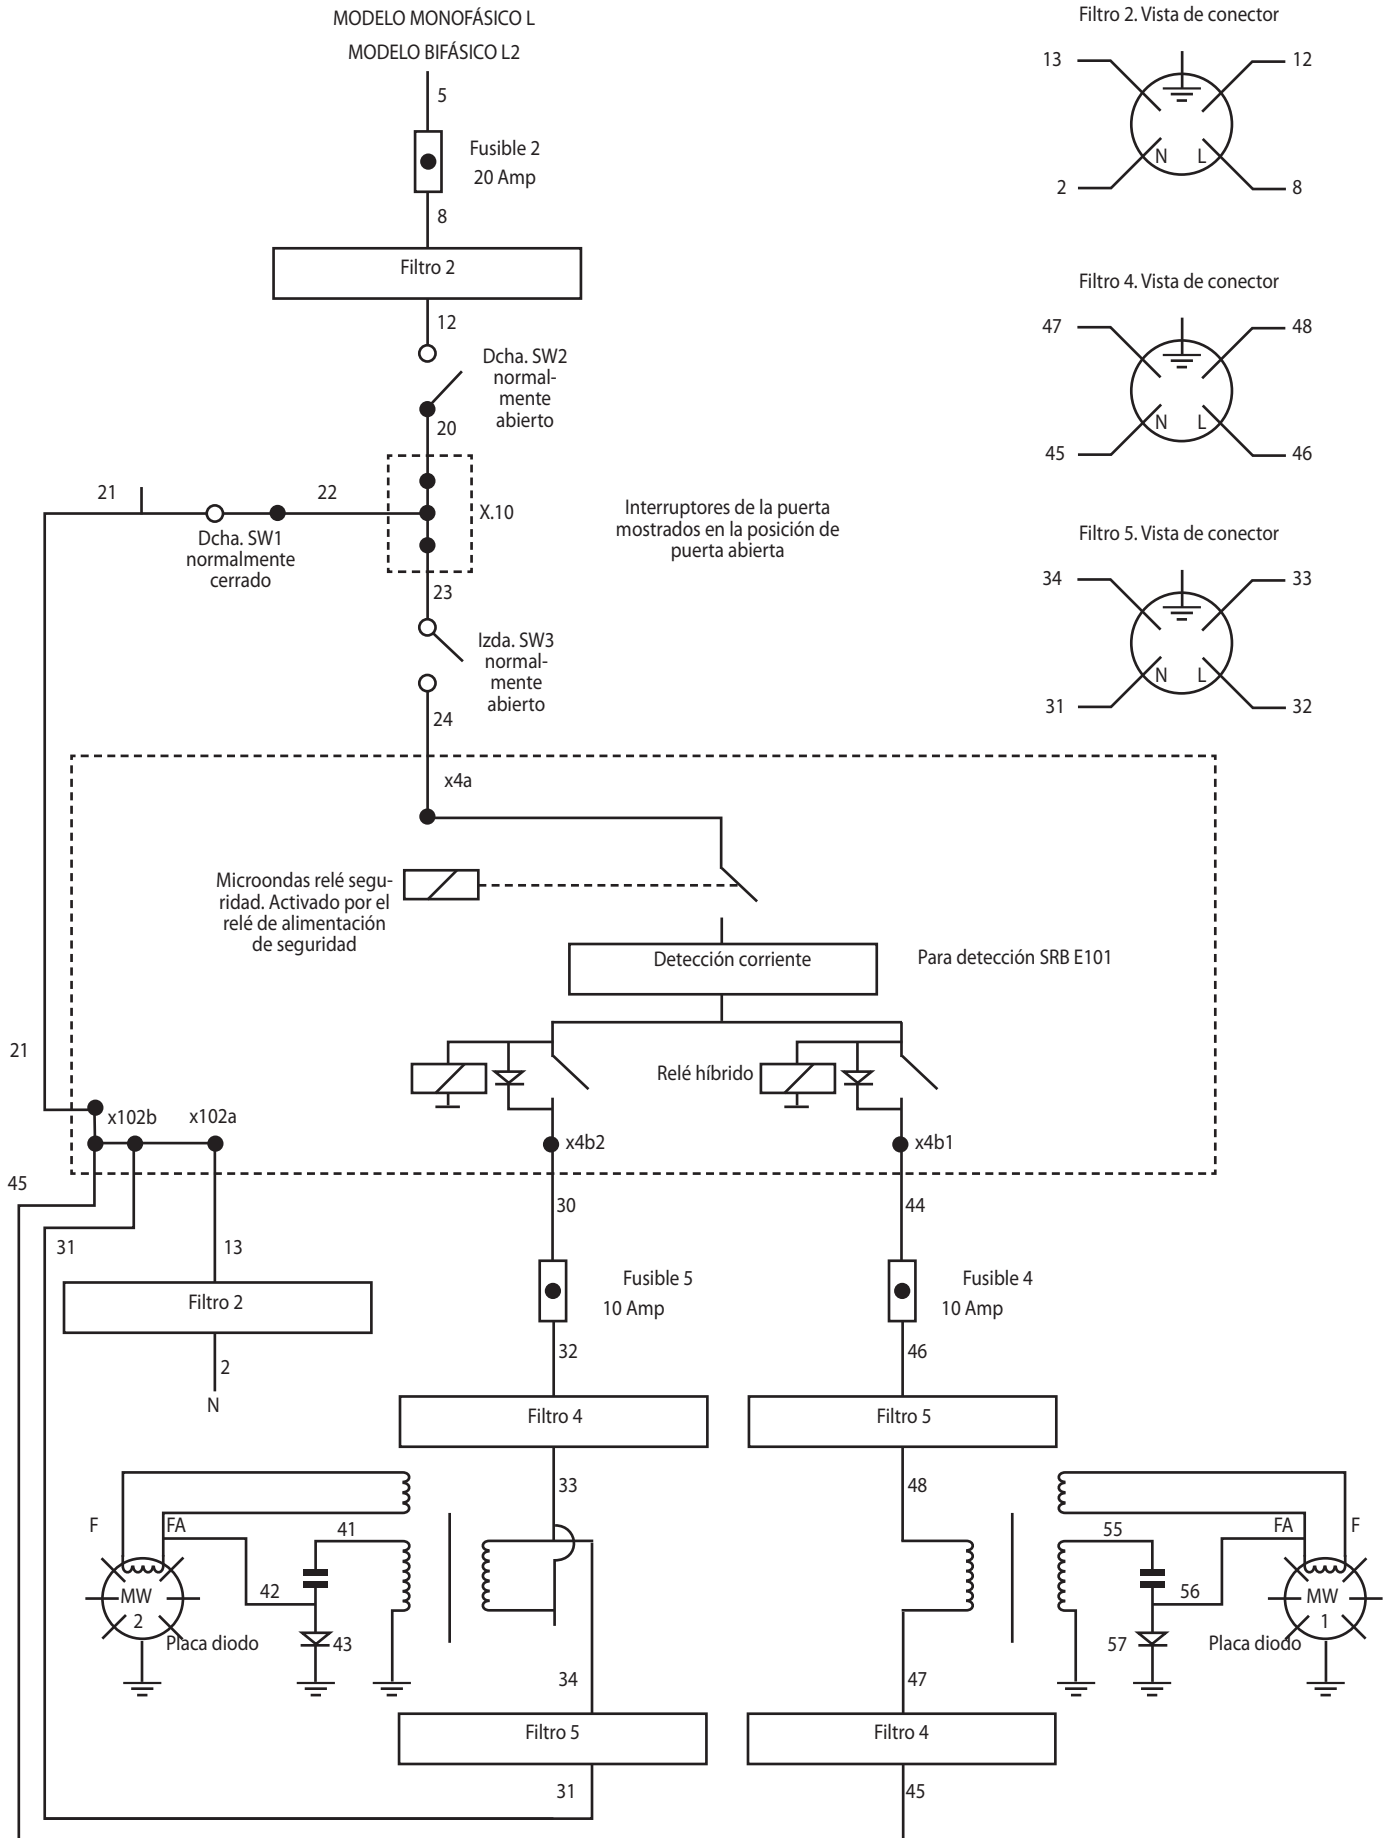 MODELO MONOFÁSICO L
MODELO BIFÁSICO L2
5
Fusible 2
20 Amp
8
Filtro 2
12
Dcha. SW2
normal-
mente
abierto
20
21
22
X.10
Dcha. SW1
normalmente
cerrado
Interruptores de la puerta
mostrados en la posición de
puerta abierta
23
Izda. SW3
normal-
mente
abierto
24
Filtro 2. Vista de conector
13
12
N
L
2
8
Filtro 4. Vista de conector
47
48
N
L
45
46
Filtro 5. Vista de conector
34
33
N
L
31
32
x4a
Microondas relé segu-
ridad. Activado por el
relé de alimentación
de seguridad
Detección corriente
Para detección SRB E101
21
Relé híbrido
x102b
x102a
x4b2
x4b1
45
30
44
31
13
Filtro 2
2
N
Fusible 5
10 Amp
Fusible 4
10 Amp
32
46
Filtro 4
Filtro 5
33
48
F
FA
41
42
MW
2
Placa diodo
43
55
FA
F
56
MW
1
57
Placa diodo
34
47
Filtro 5
Filtro 4
31
45